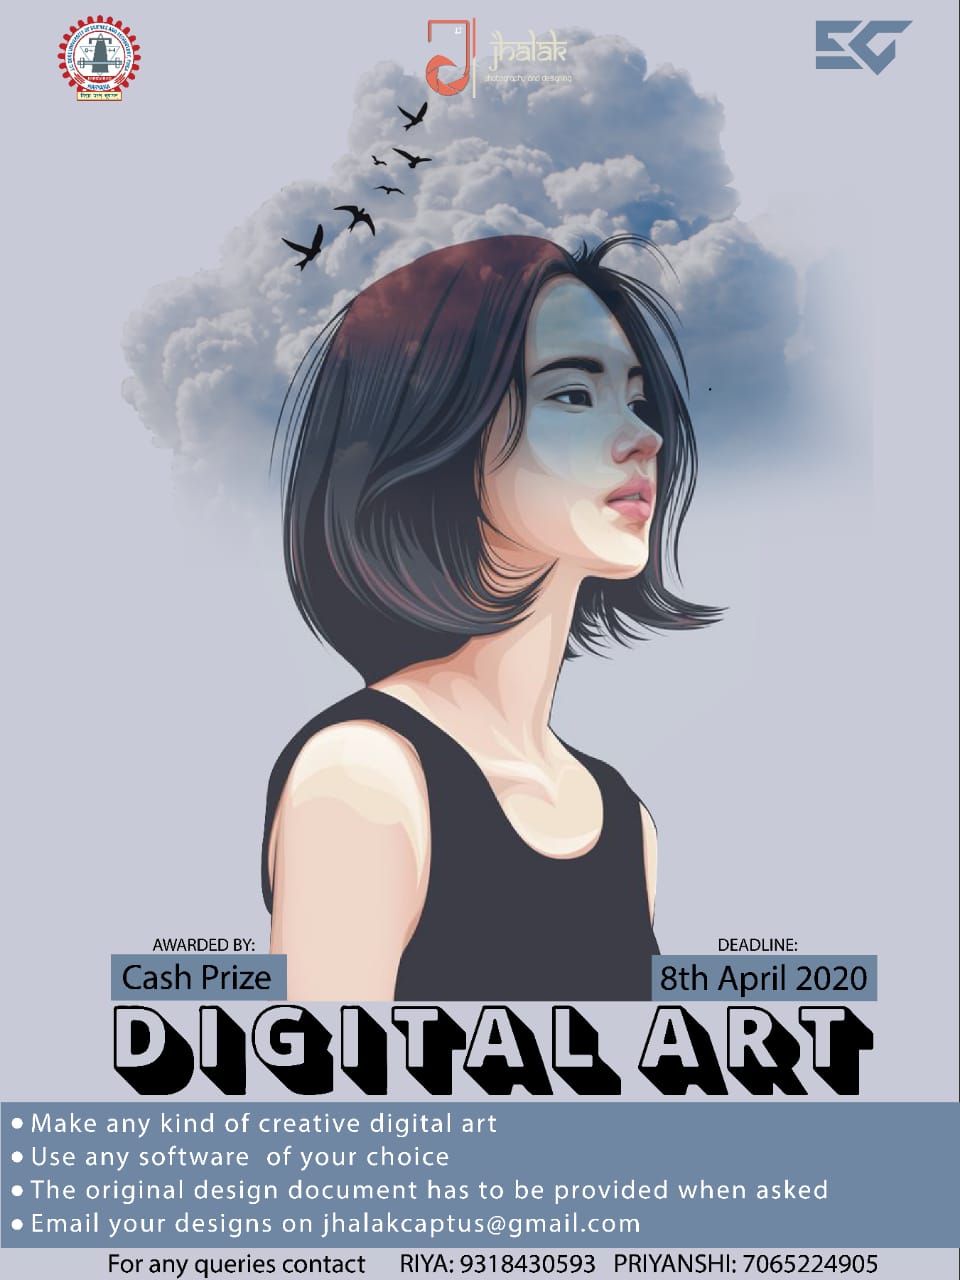 jhalak
photography and designing
AWARDED BY:
Cash Prize
DEADLINE:
8th April 2020
DIGITAL ART
• Make any kind of creative digital art
• Use any software of your choice
• The original design document has to be provided when asked
• Email your designs on jhalakcaptus@gmail.com
For any queries contact RIYA: 9318430593 PRIYANSHI: 7065224905